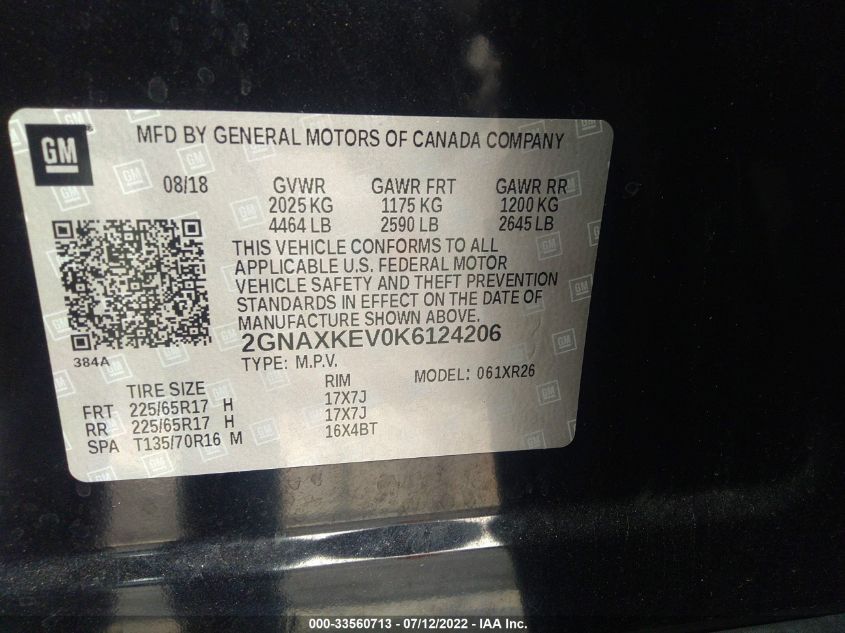 GM
MFD BY GENERAL MOTORS OF CANADA COMPANY
08/18 GVWR GAWR FRT GAWR RR
2025 KG 1175 KG 1200 KG
4464 LB 2590 LB 2645 LB
THIS VEHICLE CONFORMS TO ALL
APPLICABLE U.S. FEDERAL MOTOR
VEHICLE SAFETY AND THEFT PREVENTION
STANDARDS IN EFFECT ON THE DATE OF
MANUFACTURE SHOWN ABOVE.
2GNAXKEV0K6124206
384A
TYPE: M.P.V.
MODEL: 061XR26
TIRE SIZE RIM
FRT 225/65R17 H 17X7J
RR 225/65R17 H 17X7J
SPA T135/70R16 M 16X4BT
000-33560713 - 07/12/2022 - IAA Inc.